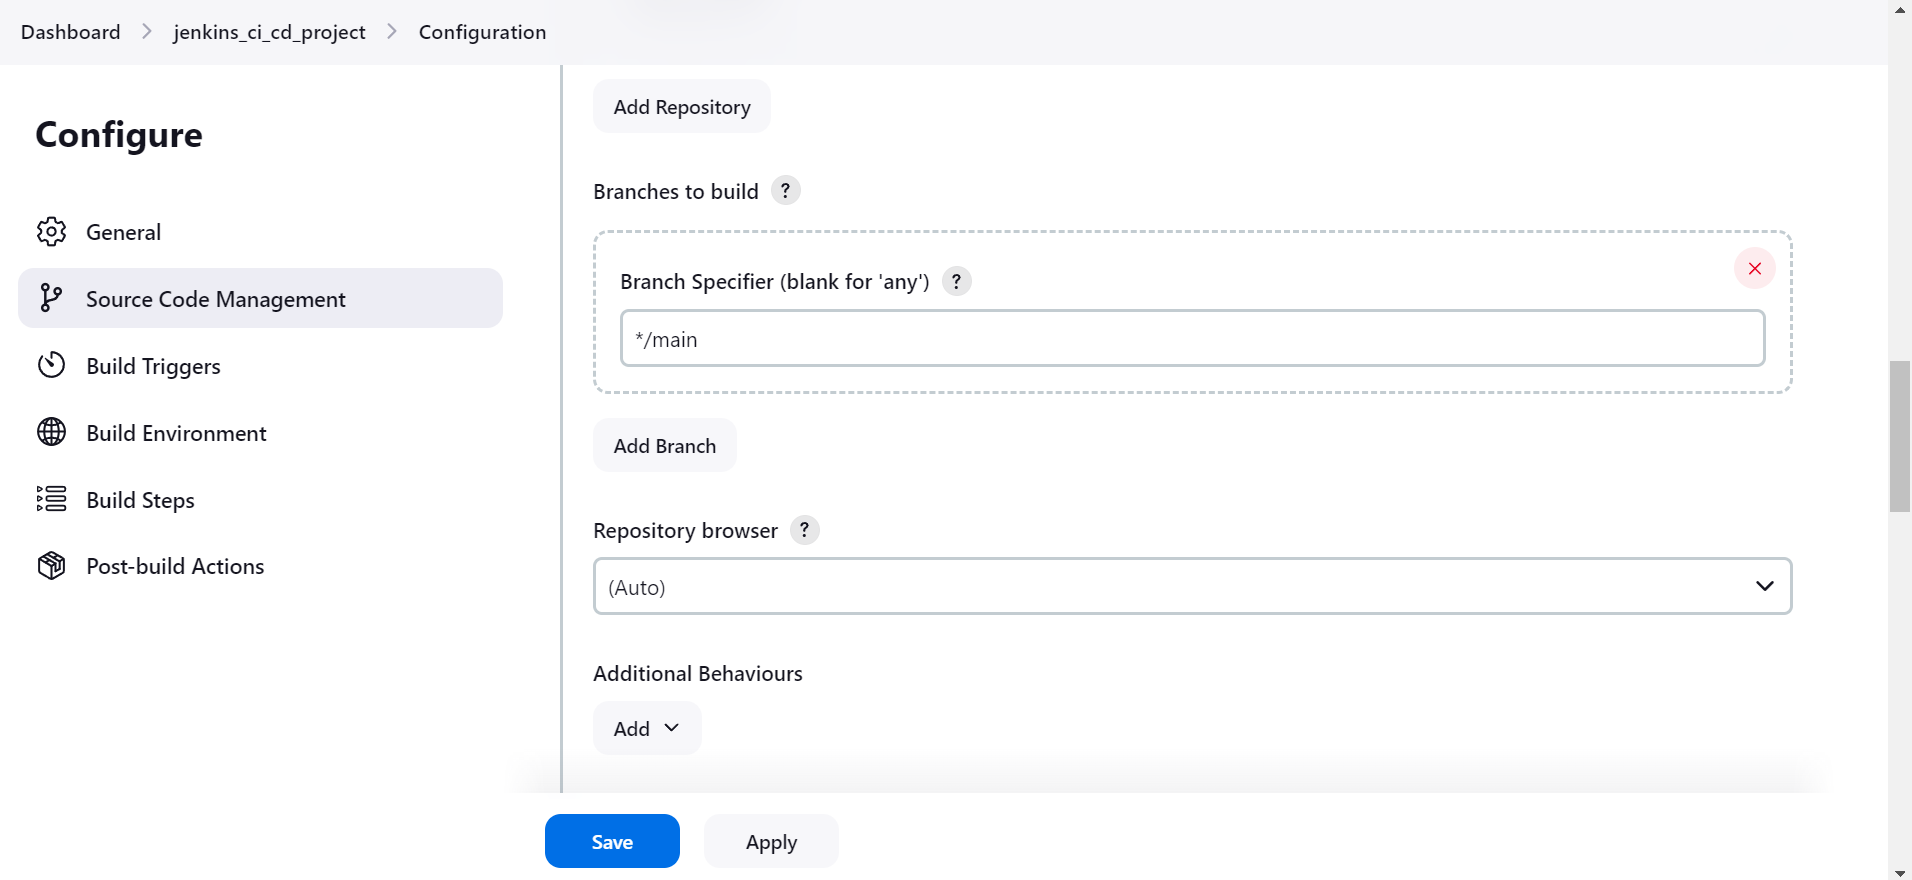 Dashboard > jenkins_ci_cd_project > Configuration
Configure
General
Source Code Management
Build Triggers
Build Environment
Build Steps
Post-build Actions
Add Repository
Branches to build ?
Branch Specifier (blank for 'any') ?
*/main
Add Branch
Repository browser ?
(Auto)
Additional Behaviours
Add
Save
Apply